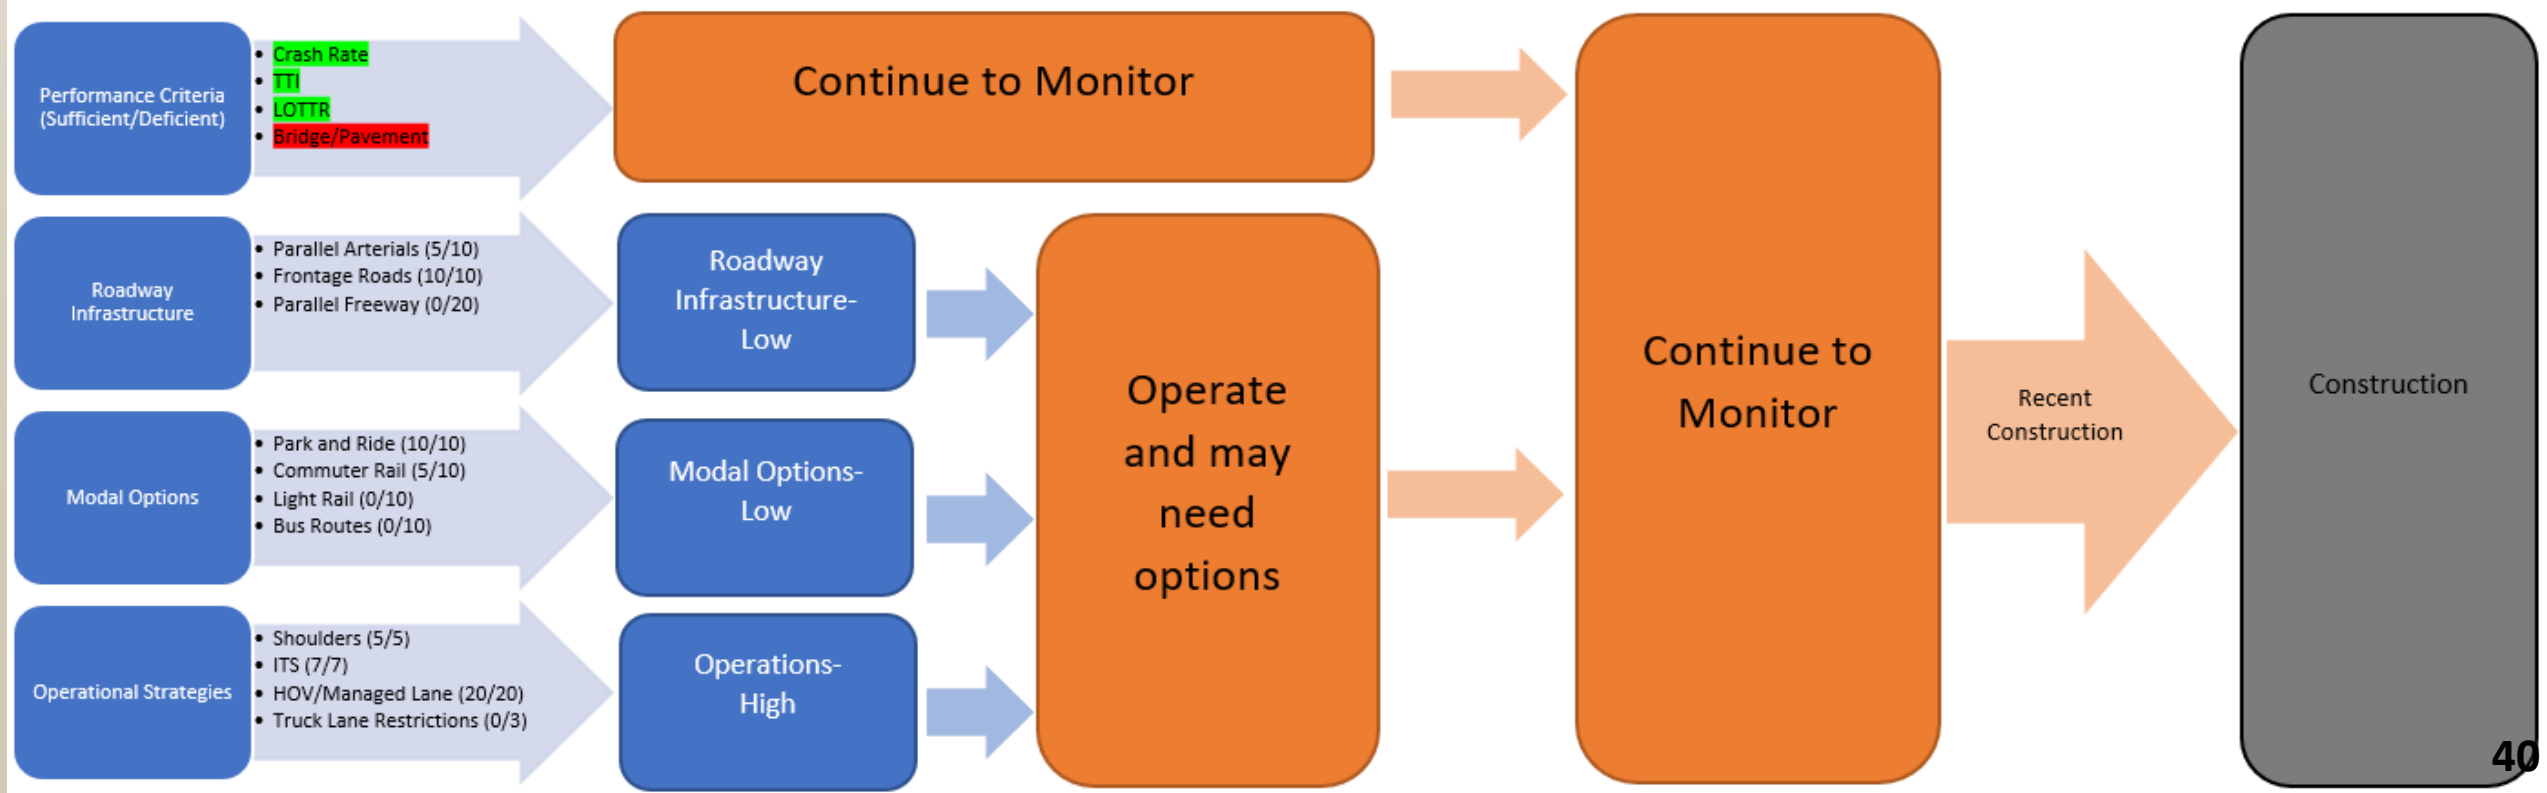 Performance Criteria
(Sufficient/Deficient)
• Crash Rate
• TTI
• LOTTR
• Bridge/Pavement
Continue to Monitor
Roadway
Infrastructure
• Parallel Arterials (5/10)
• Frontage Roads (10/10)
• Parallel Freeway (0/20)
Roadway
Infrastructure-
Low
Modal Options
• Park and Ride (10/10)
• Commuter Rail (5/10)
• Light Rail (0/10)
• Bus Routes (0/10)
Modal Options-
Low
Operational Strategies
• Shoulders (5/5)
• ITS (7/7)
• HOV/Managed Lane (20/20)
• Truck Lane Restrictions (0/3)
Operations-
High
Operate
and may
need
options
Continue to
Monitor
Recent
Construction
Construction
40